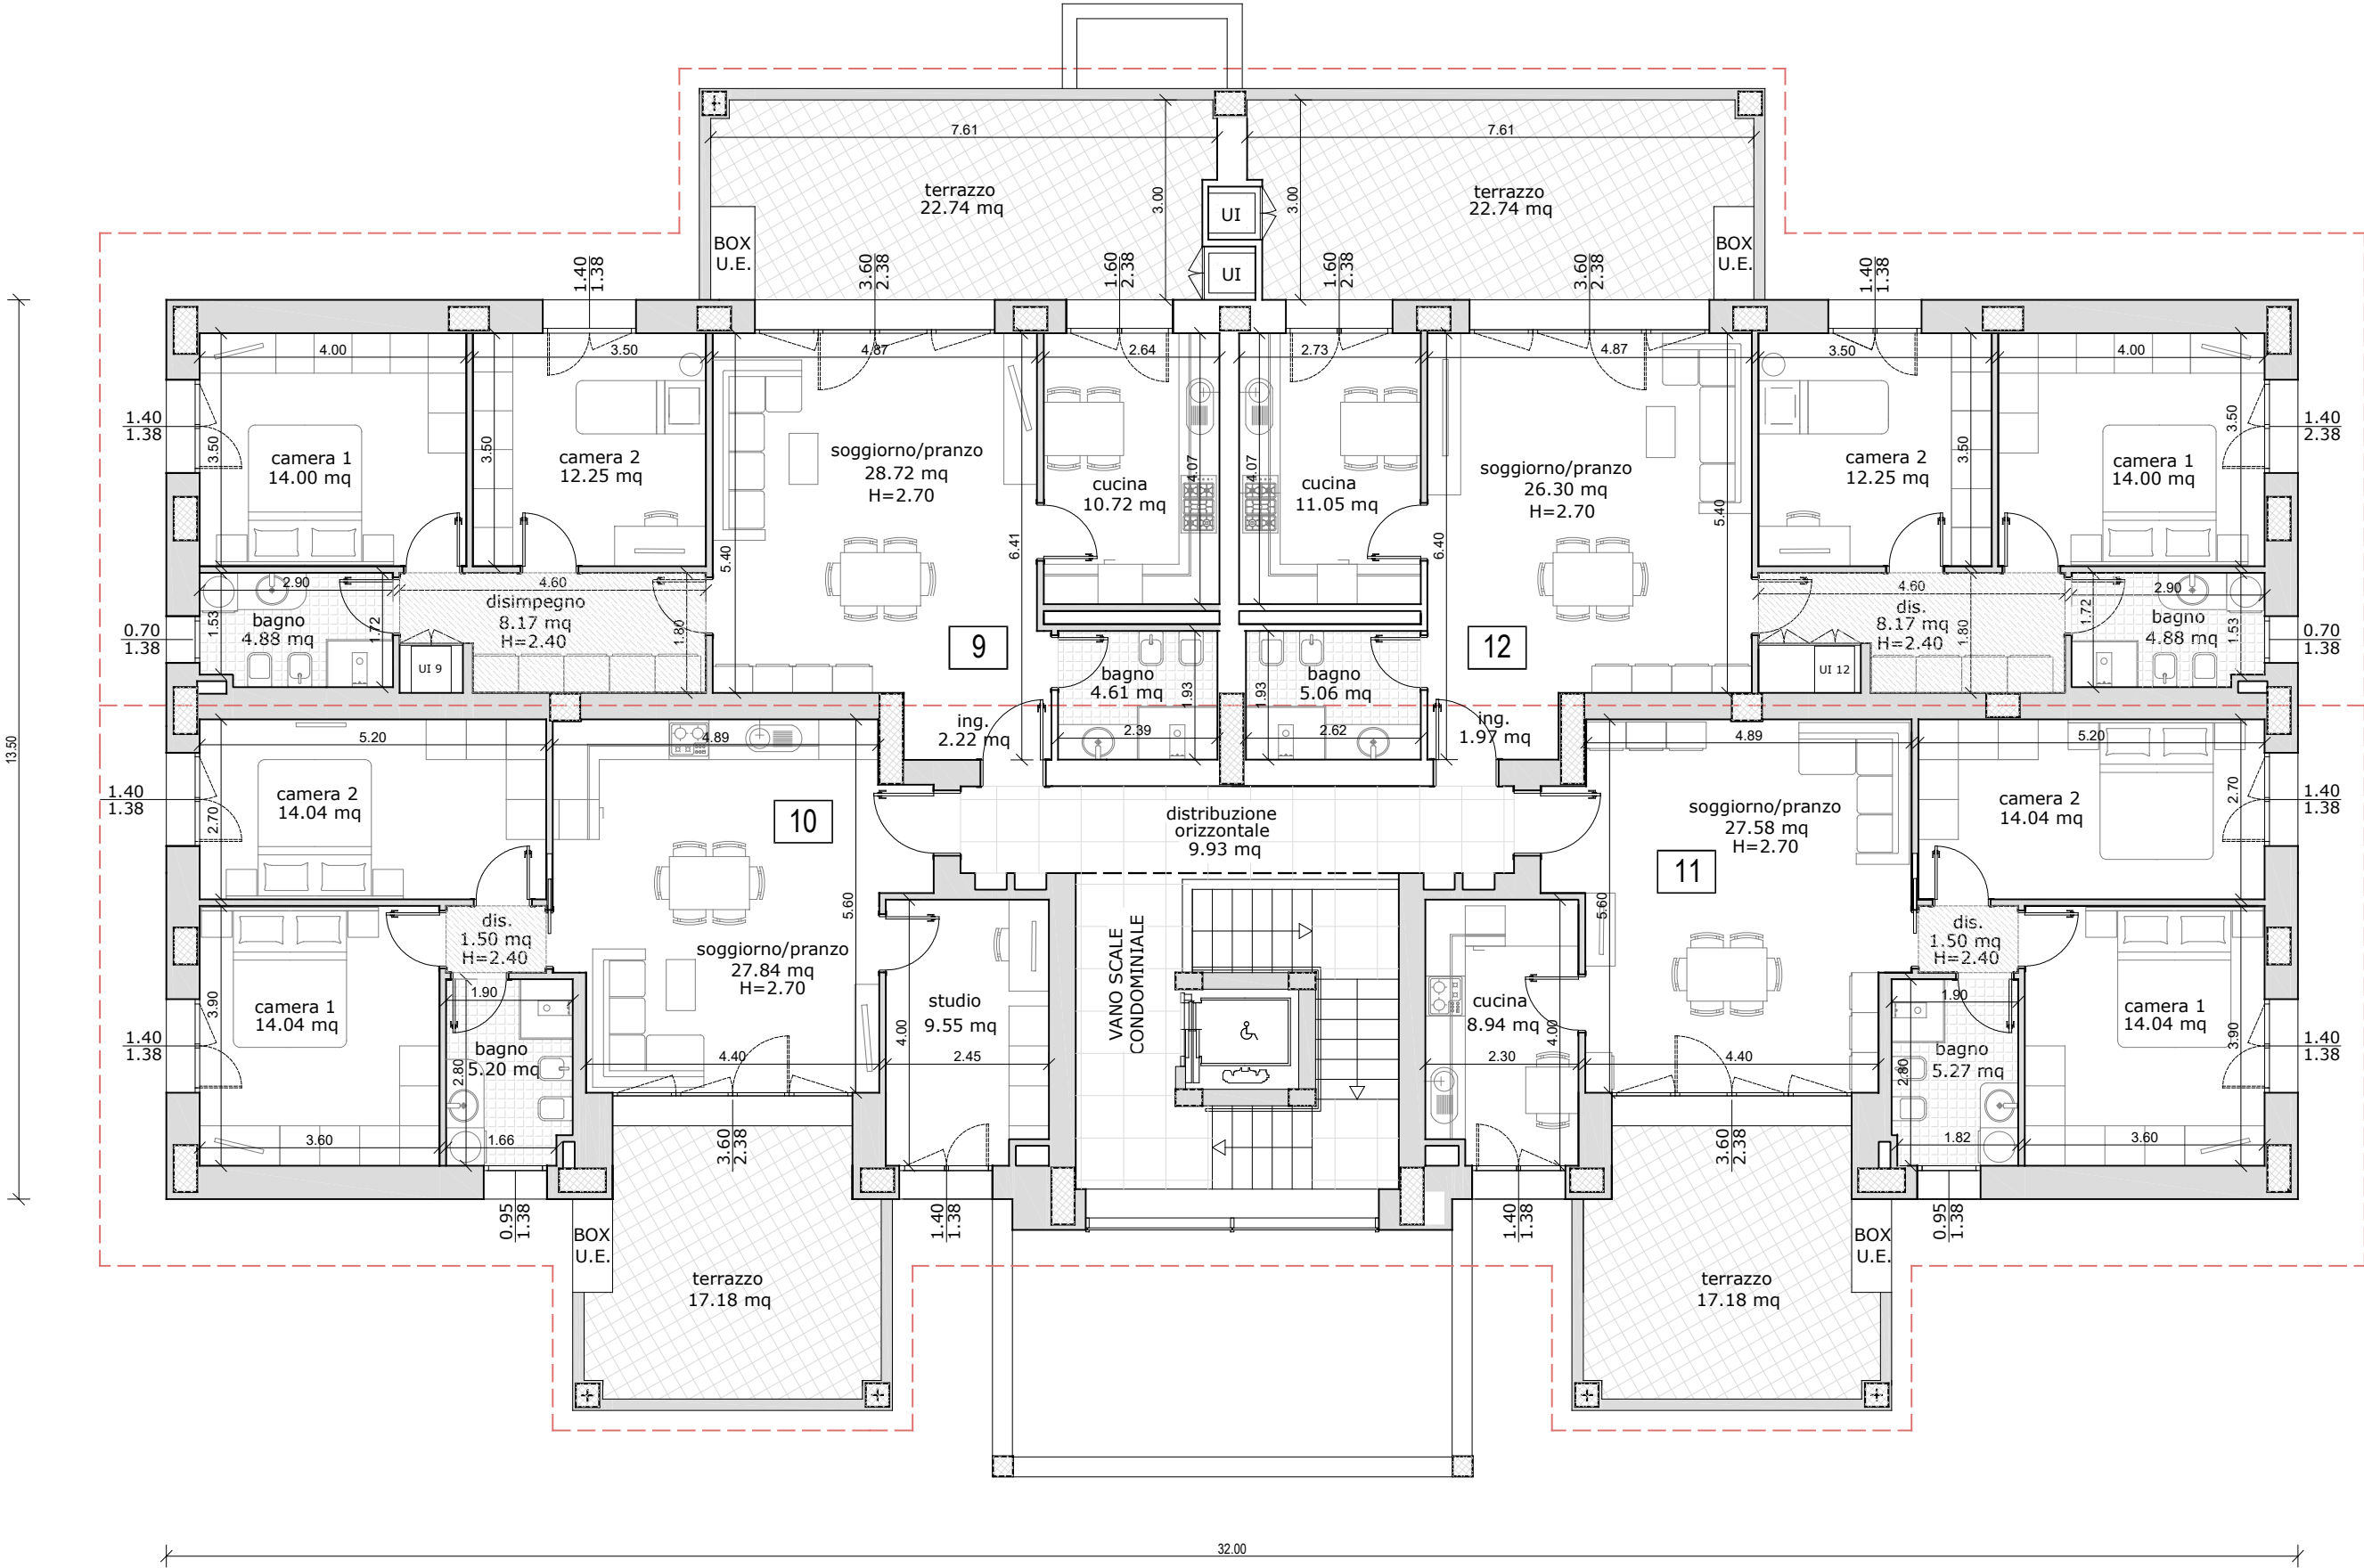 7.61
7.61
terrazzo
22.74 mq
3.00
3.00
terrazzo
22.74 mq
UI
UI
BOX
U.E.
BOX
U.E.
1.40
1.38
3.60
2.38
1.60
2.38
1.60
2.38
3.60
2.38
1.40
1.38
4.00
3.50
4.87
2.64
2.73
4.87
3.50
4.00
1.40
1.38
3.50
camera 1
14.00 mq
3.50
camera 2
12.25 mq
soggiorno/pranzo
28.72 mq
H=2.70
5.40
6.41
cucina
10.72 mq
4.07
4.07
cucina
11.05 mq
6.40
soggiorno/pranzo
26.30 mq
H=2.70
5.40
camera 2
12.25 mq
3.50
camera 1
14.00 mq
3.50
1.40
2.38
2.90
4.60
disimpegno
8.17 mq
H=2.40
1.53
bagno
4.88 mq
1.72
1.80
UI 9
0.70
1.38
9
bagno
4.61 mq
1.93
2.39
1.93
bagno
5.06 mq
2.62
12
4.60
dis.
8.17 mq
H=2.40
1.80
UI 12
1.72
2.90
bagno
4.88 mq
1.53
0.70
1.38
ing.
2.22 mq
ing.
1.97 mq
13.50
5.20
4.89
4.89
5.20
1.40
1.38
2.70
camera 2
14.04 mq
10
distribuzione
orizzontale
9.93 mq
soggiorno/pranzo
27.58 mq
H=2.70
11
camera 2
14.04 mq
2.70
1.40
1.38
5.60
5.60
dis.
1.50 mq
H=2.40
soggiorno/pranzo
27.84 mq
H=2.70
dis.
1.50 mq
H=2.40
3.90
camera 1
14.04 mq
1.90
bagno
5.20 mq
2.80
1.40
1.38
4.40
4.00
studio
9.55 mq
2.45
VANO SCALE
CONDOMINIALE
cucina
8.94 mq
4.00
2.30
4.40
1.90
bagno
5.27 mq
2.80
camera 1
14.04 mq
3.90
1.40
1.38
3.60
1.66
3.60
2.38
3.60
2.38
1.82
3.60
0.95
1.38
BOX
U.E.
1.40
1.38
1.40
1.38
BOX
U.E.
0.95
1.38
terrazzo
17.18 mq
terrazzo
17.18 mq
32.00